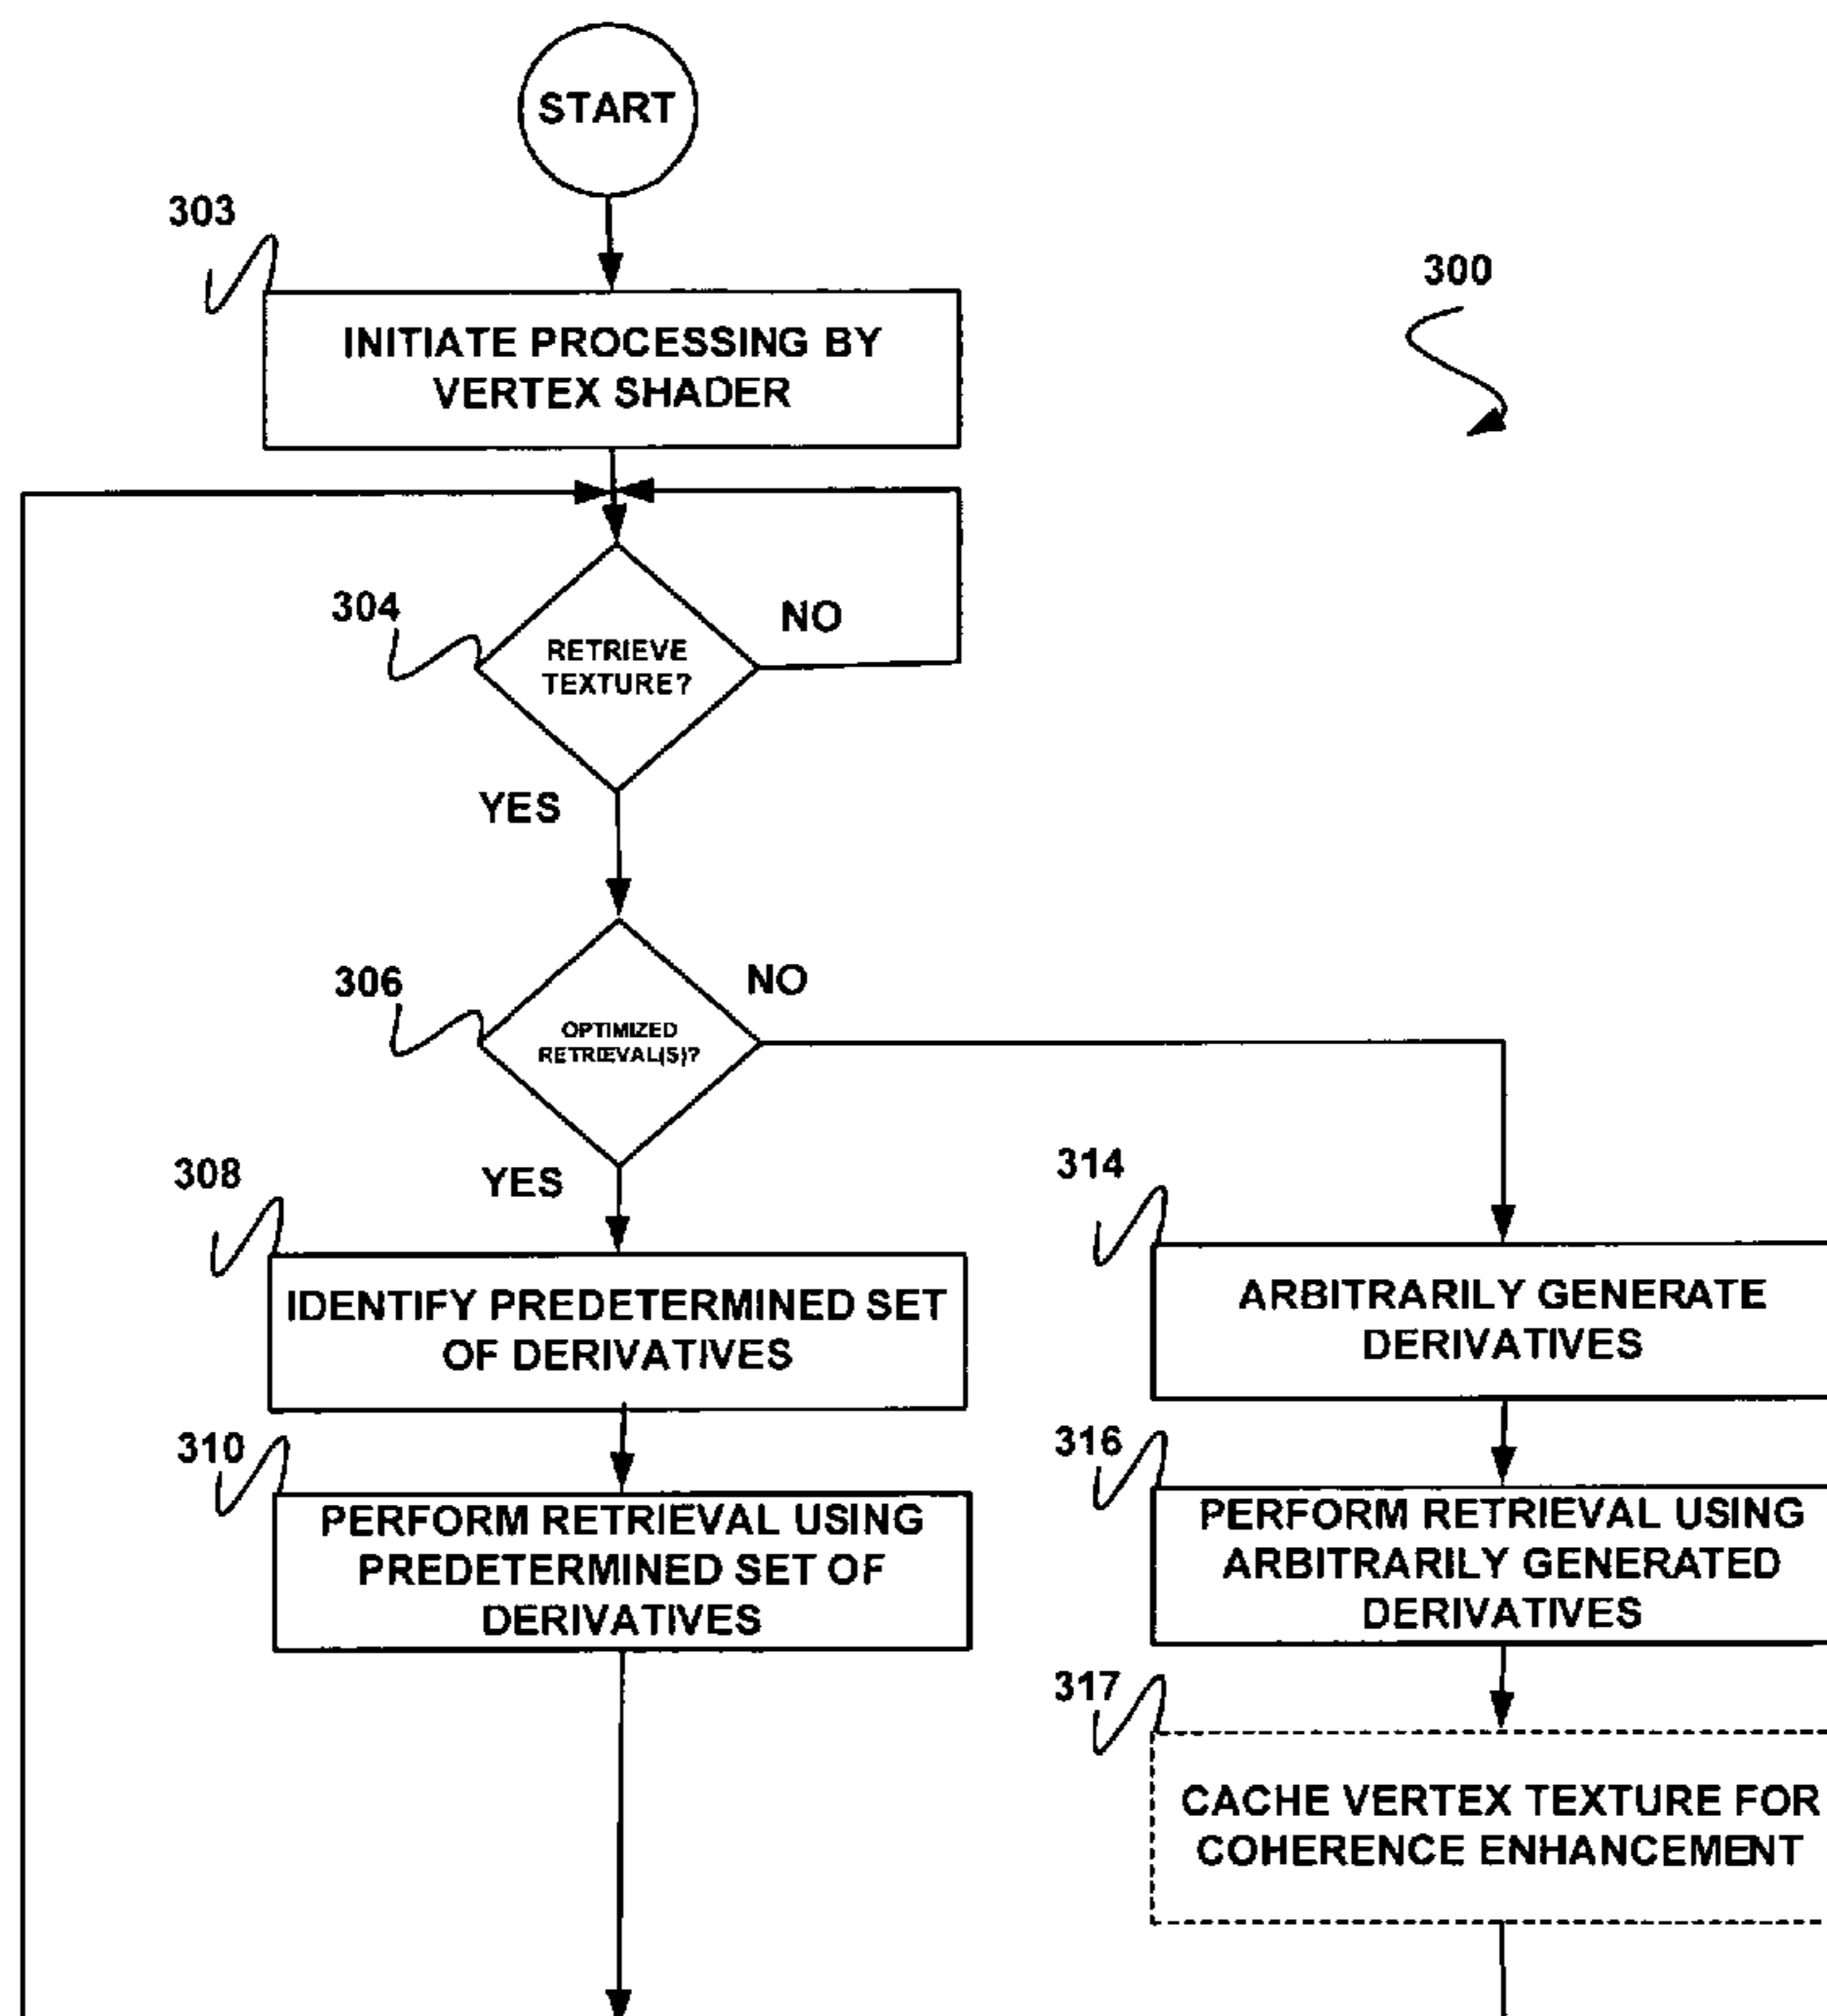 START
303
INITIATE PROCESSING BY
VERTEX SHADER
300
304
RETRIEVE
TEXTURE?
NO
YES
306
OPTIMIZED
RETRIEVAL(S)?
NO
YES
308
IDENTIFY PREDETERMINED SET
OF DERIVATIVES
314
ARBITRARILY GENERATE
DERIVATIVES
310
PERFORM RETRIEVAL USING
PREDETERMINED SET OF
DERIVATIVES
316
PERFORM RETRIEVAL USING
ARBITRARILY GENERATED
DERIVATIVES
317
CACHE VERTEX TEXTURE FOR
COHERENCE ENHANCEMENT